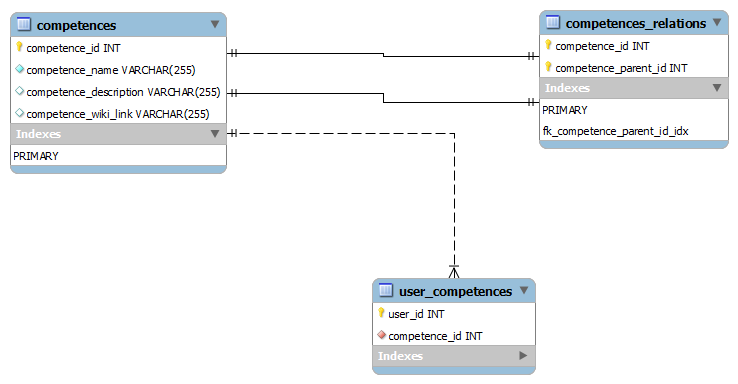 competences
competence_id INT
competence_name VARCHAR(255)
competence_description VARCHAR(255)
competence_wiki_link VARCHAR(255)
Indexes
PRIMARY
competences_relations
competence_id INT
competence_parent_id INT
Indexes
PRIMARY
fk_competence_parent_id_idx
user_competences
user_id INT
competence_id INT
Indexes